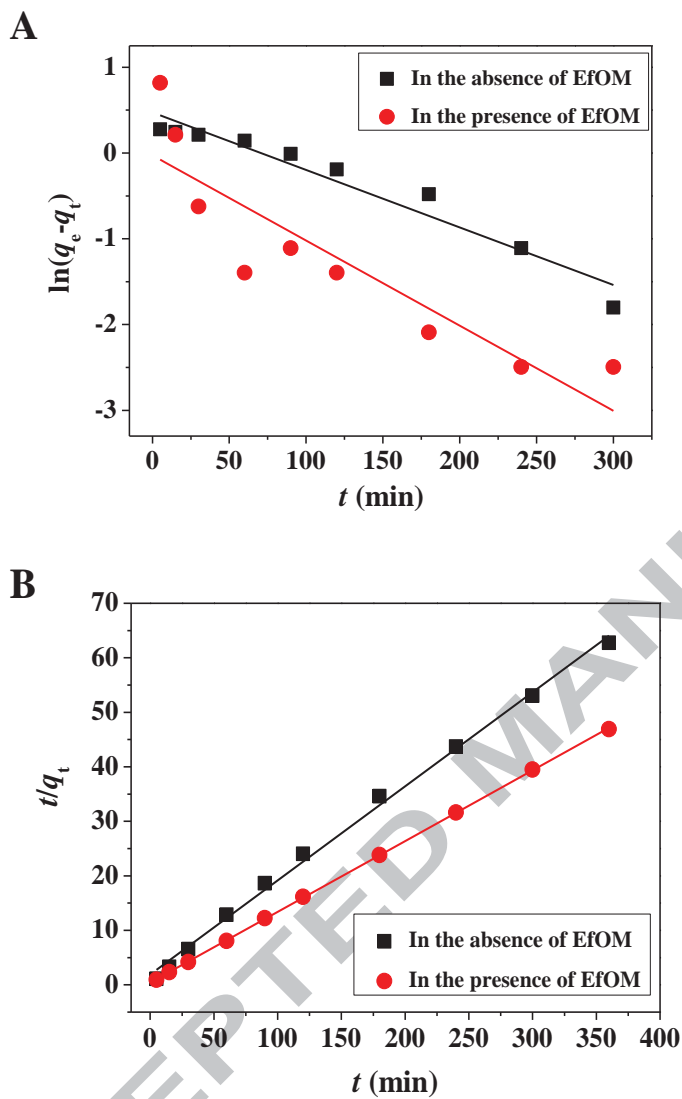 A
1
0
-1
-2
-3
ln(qe-qt)
In the absence of EfOM
In the presence of EfOM
0 50 100 150 200 250 300
t (min)
B
70
60
50
40
30
20
10
0
t/qt
In the absence of EfOM
In the presence of EfOM
0 50 100 150 200 250 300 350 400
t (min)
EPTED MAN